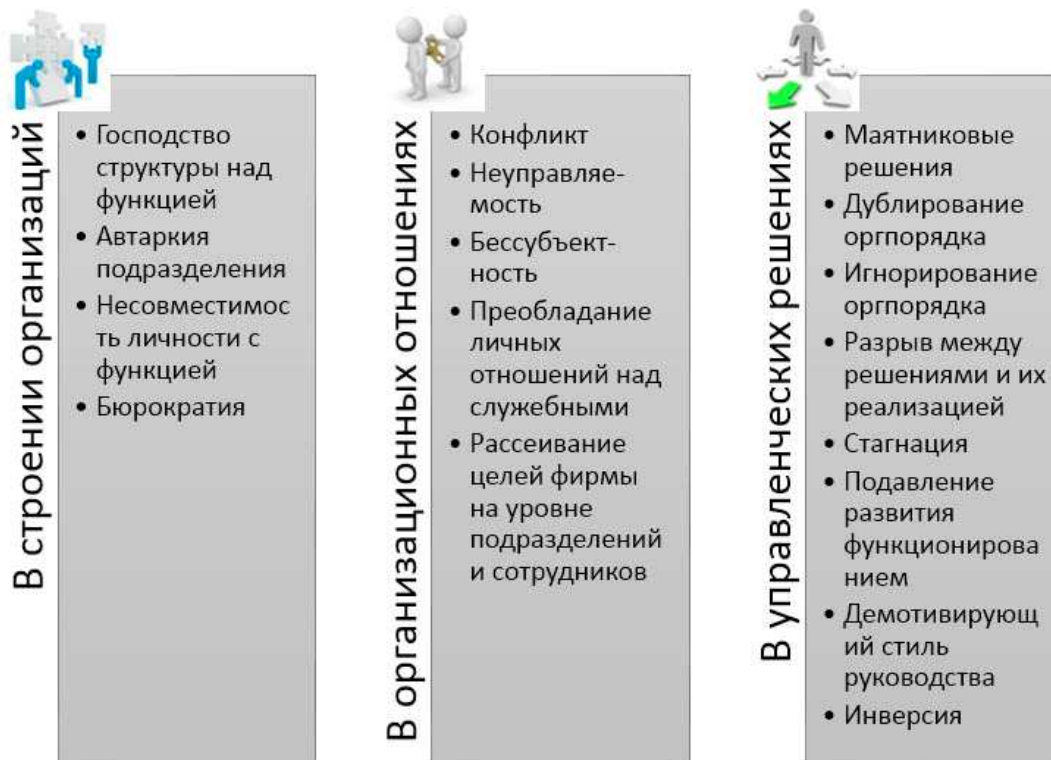 В строении организаций
• Господство
структуры над
функцией
• Автаркия
подразделения
• Несовместимос
ть личности с
функцией
• Бюрократия
В организационных отношениях
• Конфликт
• Неуправляе-
мость
• Бессубъект-
ность
• Преобладание
личных
отношений над
служебными
• Рассеивание
целей фирмы
на уровне
подразделений
и сотрудников
В управленческих решениях
• Маятниковые
решения
• Дублирование
оргпорядка
• Игнорирование
оргпорядка
• Разрыв между
решениями и их
реализацией
• Стагнация
• Подавление
развития
функционирова
нием
• Демотивирующ
ий стиль
руководства
• Инверсия